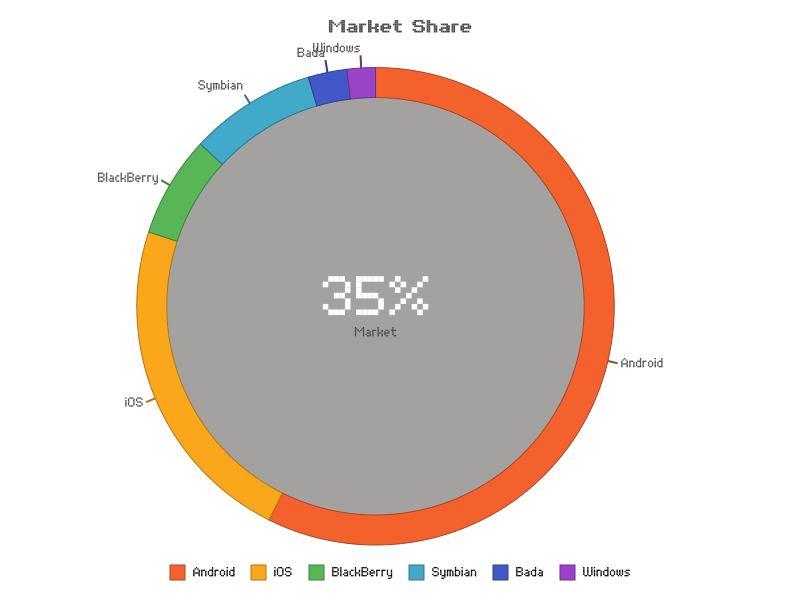 Market Share
Windows
Bada
Symbian
BlackBerry
35%
Market
Android
iOS
Android iOS BlackBerry Symbian Bada Windows